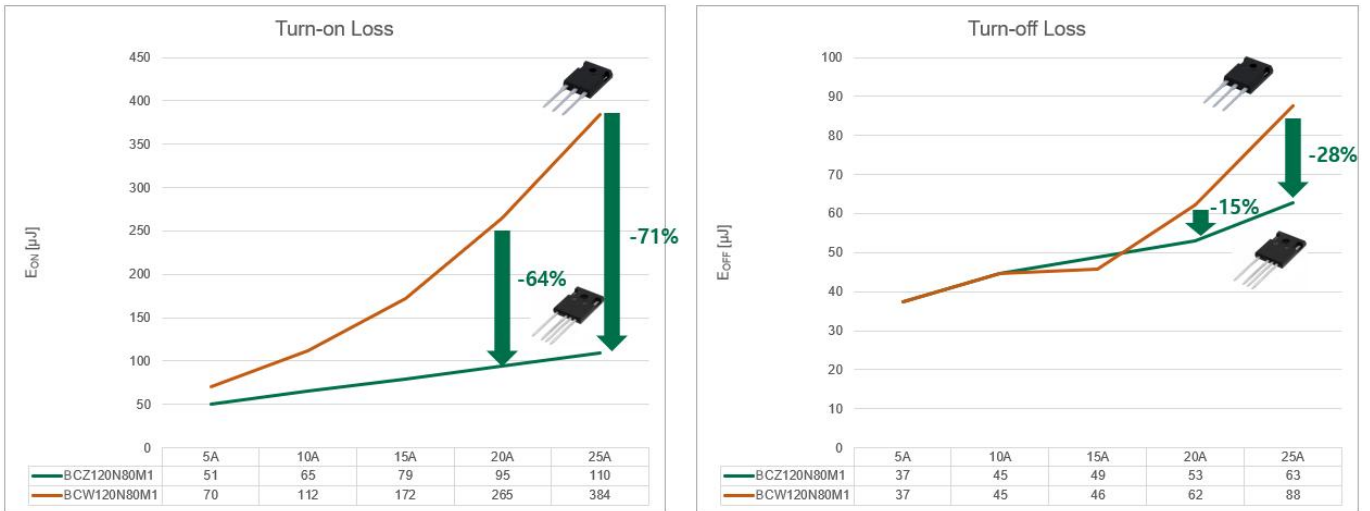 Turn-on Loss
450
400
350
300
250
200
150
100
50
0
E_ON [µJ]
-64%
-71%
5A 10A 15A 20A 25A
BCZ120N80M1 51 65 79 95 110
BCW120N80M1 70 112 172 265 384
Turn-off Loss
100
90
80
70
60
50
40
30
20
10
0
E_OFF [µJ]
-15%
-28%
5A 10A 15A 20A 25A
BCZ120N80M1 37 45 49 53 63
BCW120N80M1 37 45 46 62 88